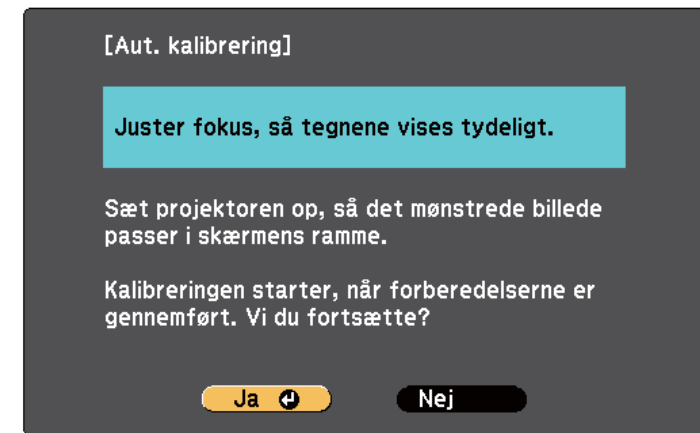 [Aut. kalibrering]
Juster fokus, så tegnene vises tydeligt.
Sæt projektoren op, så det mønstrede billede
passer i skærmens ramme.
Kalibreringen starter, når forberedelserne er
gennemført. Vi du fortsætte?
Ja
Nej